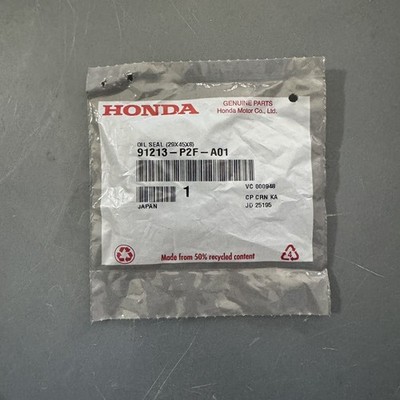 HONDA
GENUINE PARTS
Honda Motor Co., Ltd.
OIL SEAL (29X45X8)
91213-P2F-A01
1
VC 000948
JAPAN
CP CRN KA
JO 25195
Made from 50% recycled content
4